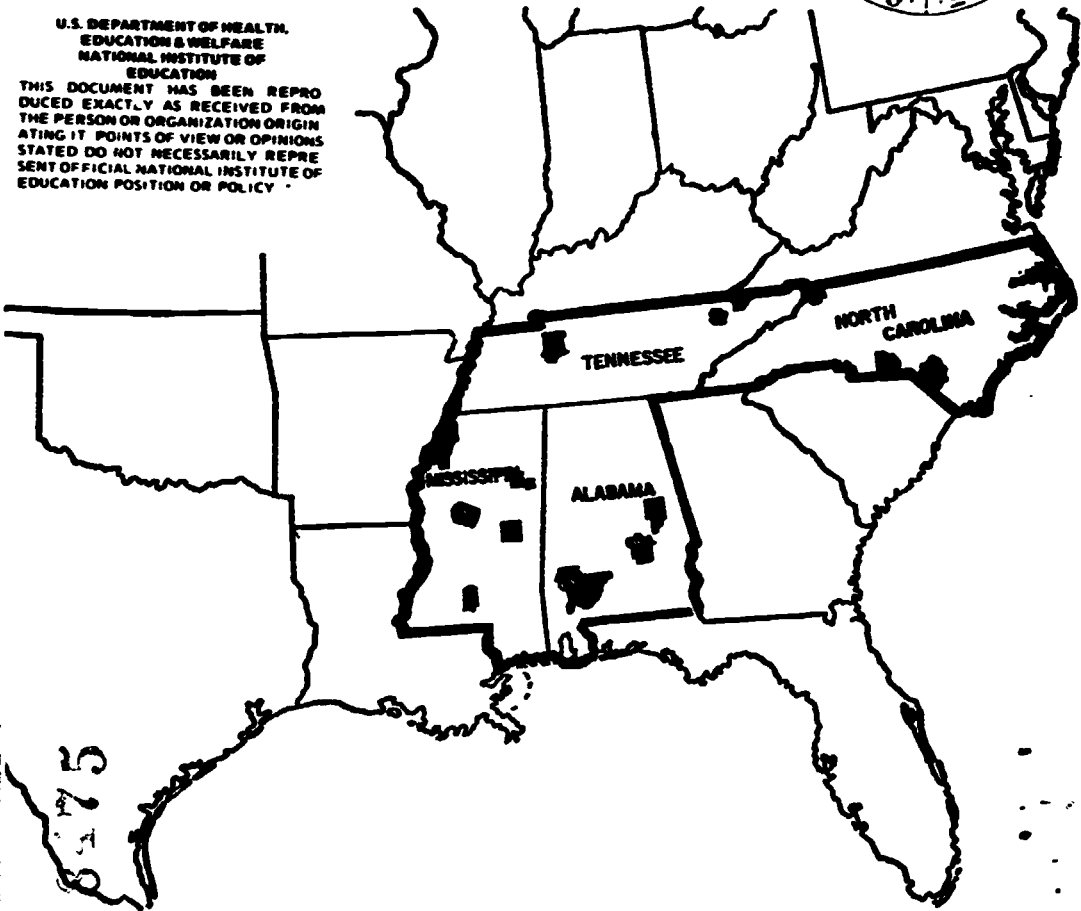 U.S. DEPARTMENT OF HEALTH,
EDUCATION & WELFARE
NATIONAL INSTITUTE OF
EDUCATION
THIS DOCUMENT HAS BEEN REPRO
DUCED EXACTLY AS RECEIVED FROM
THE PERSON OR ORGANIZATION ORIGIN
ATING IT POINTS OF VIEW OR OPINIONS
STATED DO NOT NECESSARILY REPRE
SENT OFFICIAL NATIONAL INSTITUTE OF
EDUCATION POSITION OR POLICY
NORTH
CAROLINA
TENNESSEE
MISSISSIPPI
ALABAMA